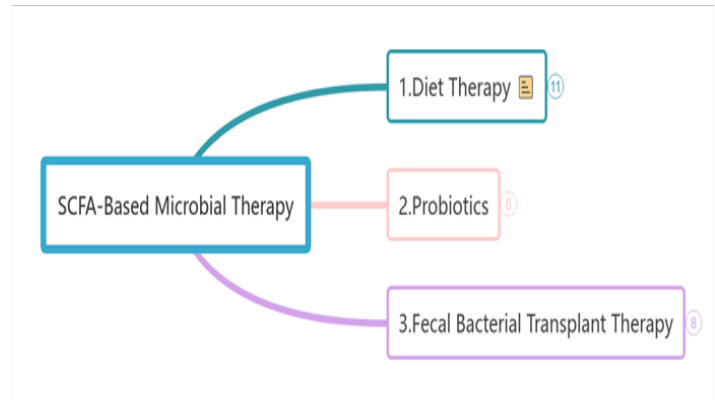 1.Diet Therapy
11
SCFA-Based Microbial Therapy
2.Probiotics
6
3.Fecal Bacterial Transplant Therapy
8